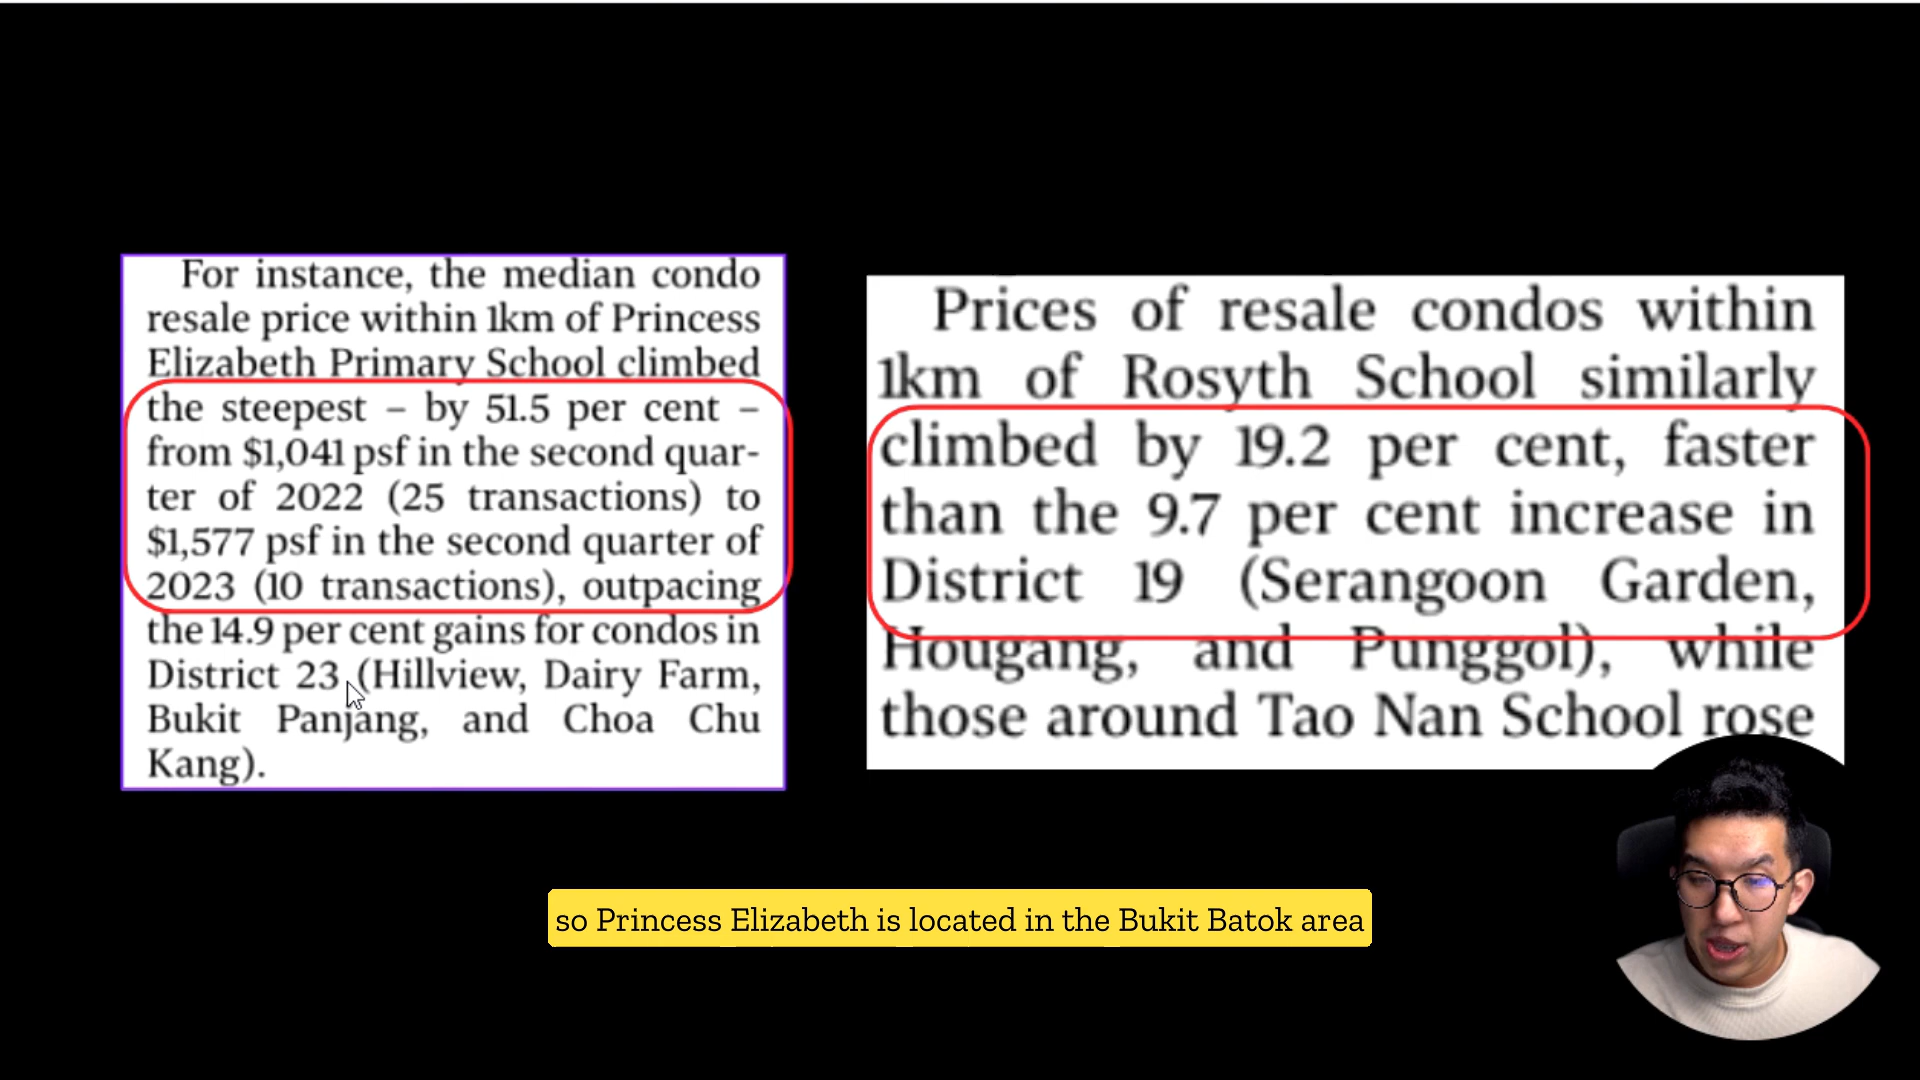 For instance, the median condo
resale price within 1km of Princess
Elizabeth Primary School climbed
the steepest – by 51.5 per cent –
from $1,041 psf in the second quar-
ter of 2022 (25 transactions) to
$1,577 psf in the second quarter of
2023 (10 transactions), outpacing
the 14.9 per cent gains for condos in
District 23 (Hillview, Dairy Farm,
Bukit Panjang, and Choa Chu
Kang).
Prices of resale condos within
1km of Rosyth School similarly
climbed by 19.2 per cent, faster
than the 9.7 per cent increase in
District 19 (Serangoon Garden,
Hougang, and Punggol), while
those around Tao Nan School rose
so Princess Elizabeth is located in the Bukit Batok area